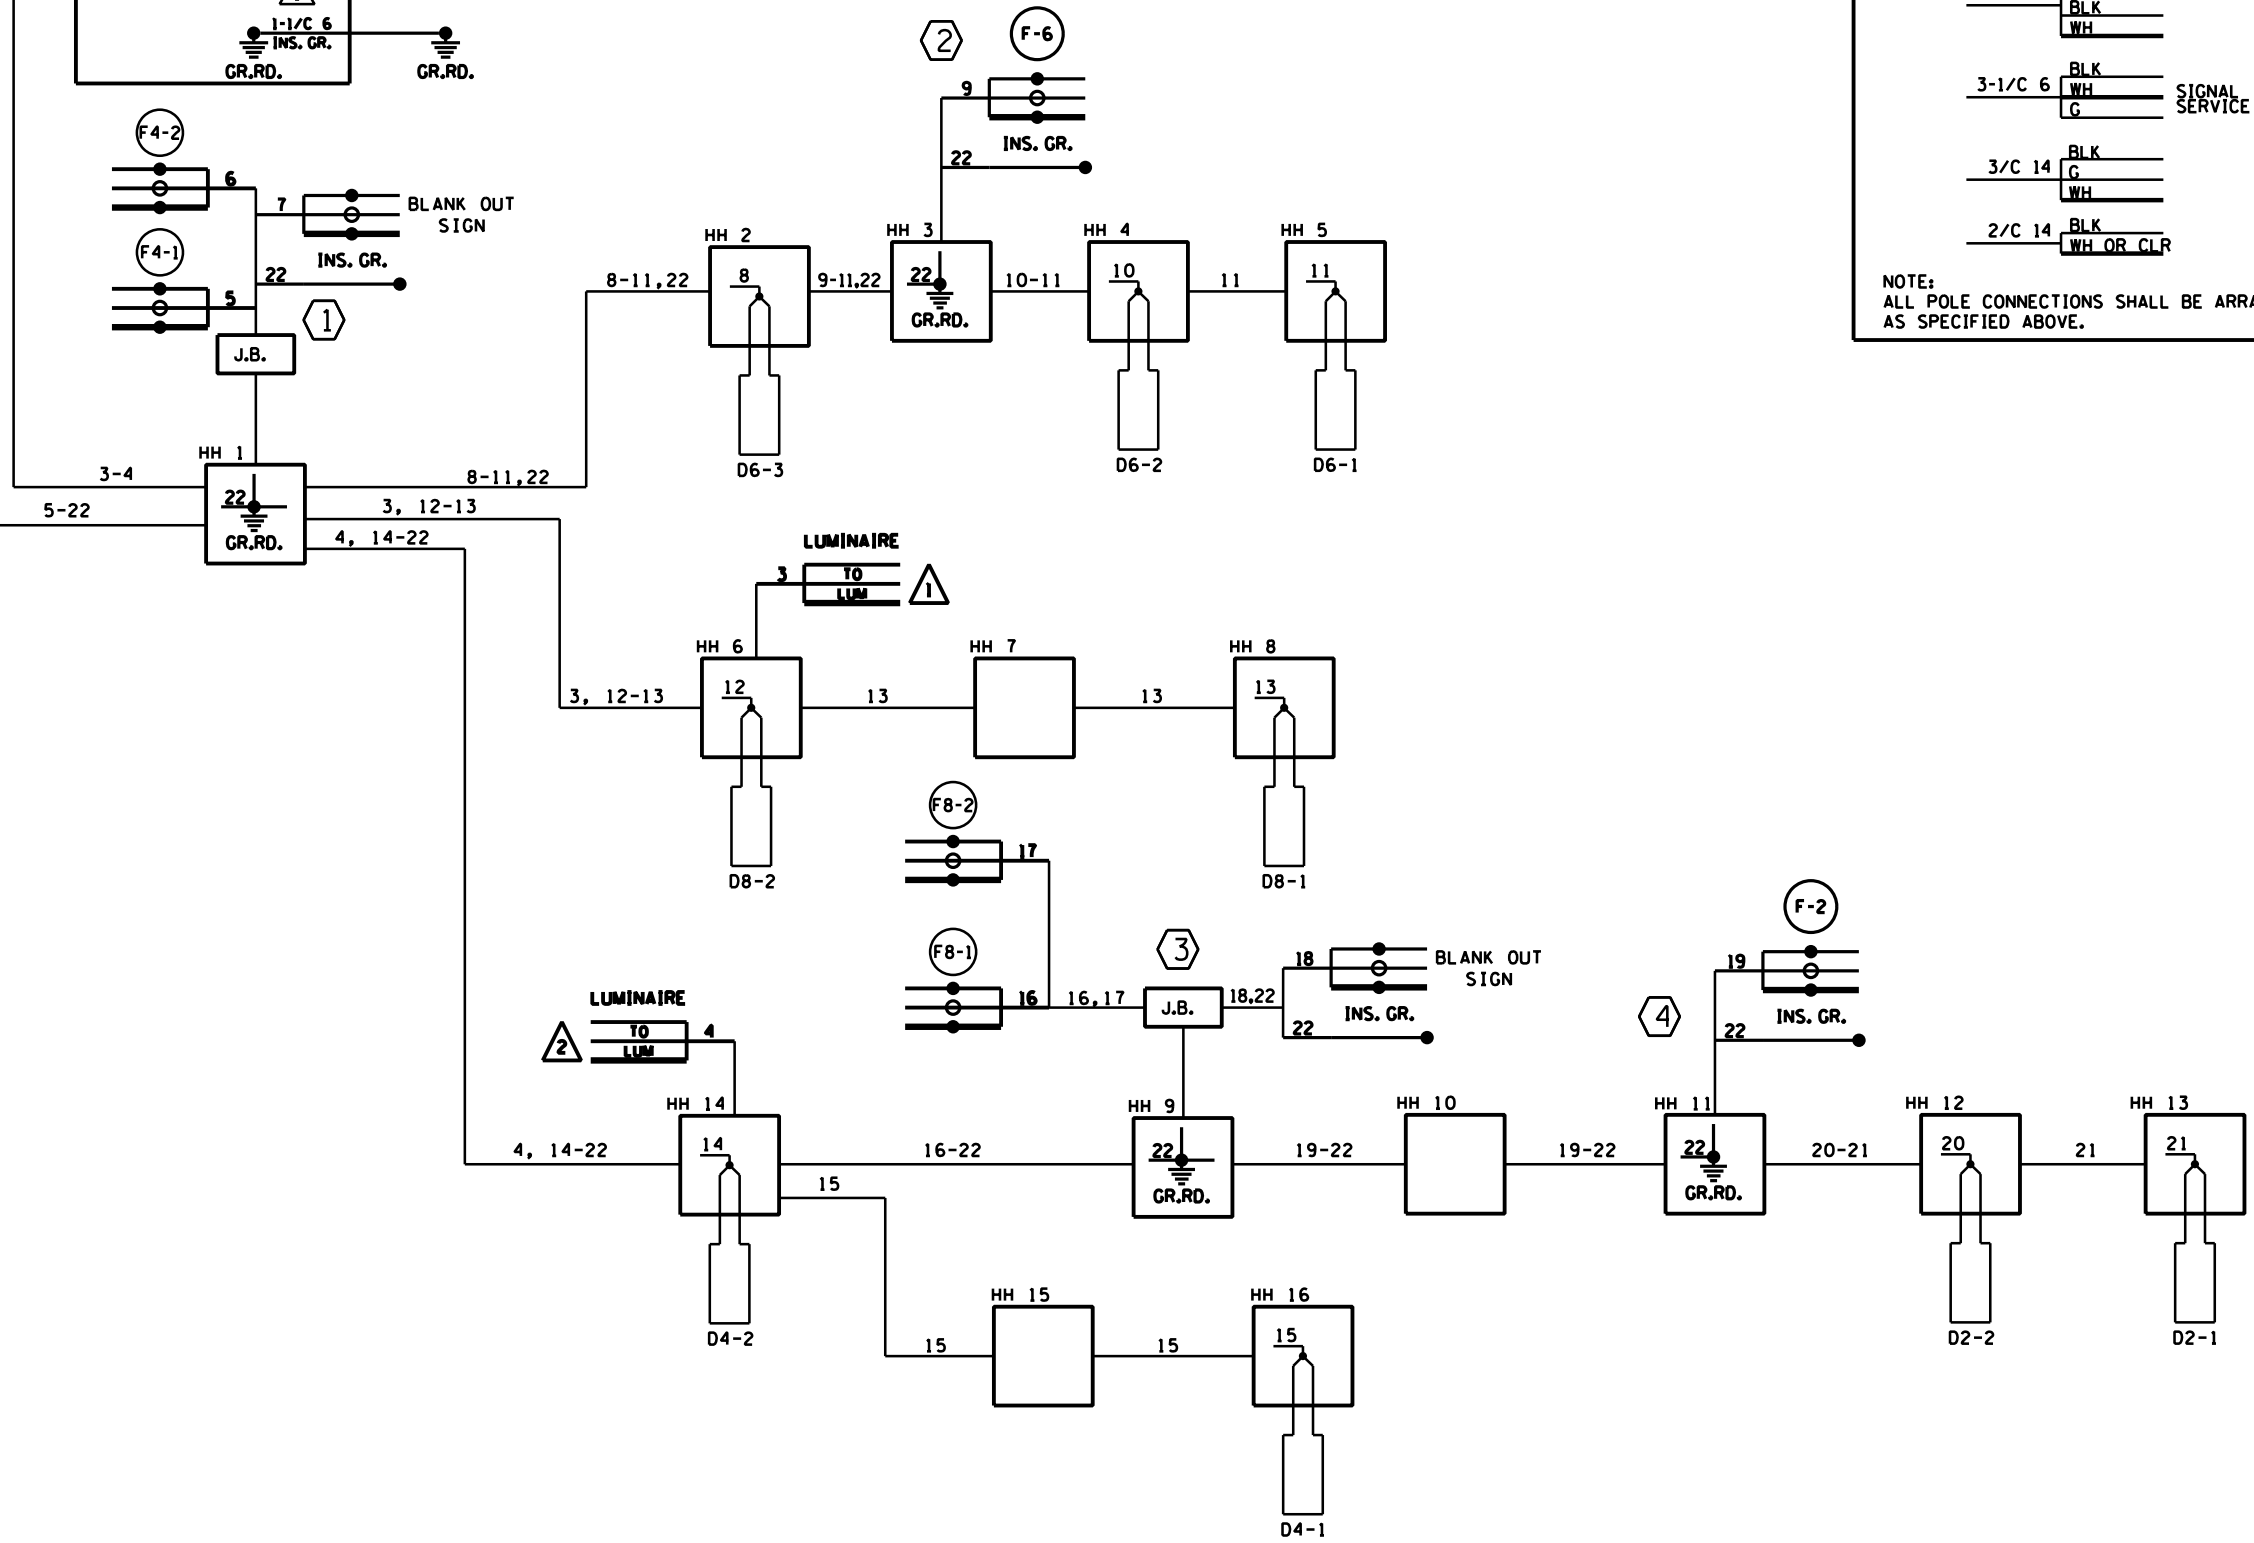 1-1/C 6
INS. GR.
GR.RD.
GR.RD.
F4-2
6
7
BLANK OUT
SIGN
F4-1
INS. GR.
22
5
1
J.B.
HH 1
3-4
5-22
22
GR.RD.
8-11,22
3, 12-13
4, 14-22
2
F-6
9
INS. GR.
22
8-11,22
HH 2
8
D6-3
9-11,22
HH 3
22
GR.RD.
10-11
HH 4
10
D6-2
11
HH 5
11
D6-1
BLK
WH
3-1/C 6
BLK
WH
G
SIGNAL
SERVICE
3/C 14
BLK
G
WH
2/C 14
BLK
WH OR CLR
NOTE:
ALL POLE CONNECTIONS SHALL BE ARRA
AS SPECIFIED ABOVE.
LUMINAIRE
3
TO
LUM
1
3, 12-13
HH 6
12
D8-2
13
HH 7
13
HH 8
13
D8-1
F8-2
17
F8-1
16
16,17
3
J.B.
18,22
18
BLANK OUT
SIGN
INS. GR.
22
F-2
4
19
INS. GR.
22
LUMINAIRE
2
TO
LUM
4
4, 14-22
HH 14
14
D4-2
16-22
15
HH 9
22
GR.RD.
19-22
HH 10
19-22
HH 11
22
GR.RD.
20-21
HH 12
20
D2-2
21
HH 13
21
D2-1
15
HH 15
15
HH 16
15
D4-1